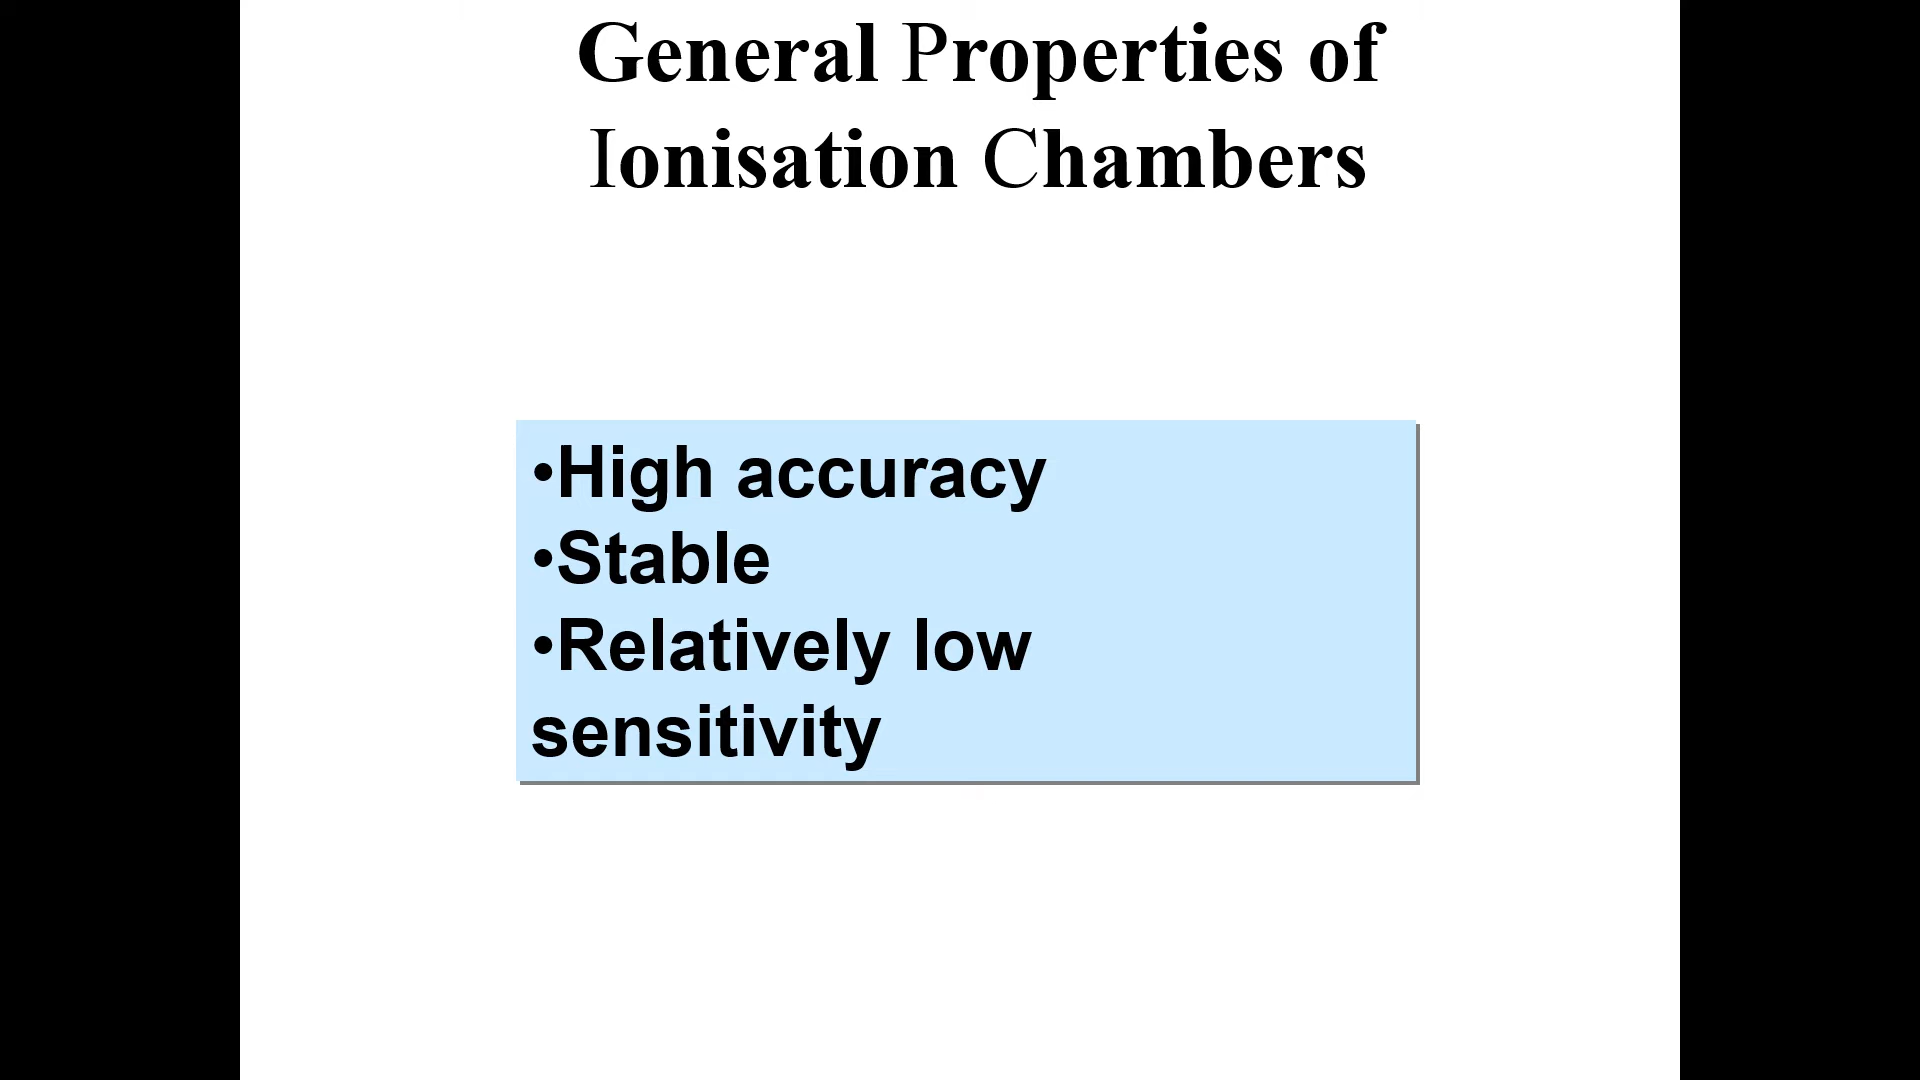 General Properties of
Ionisation Chambers
•High accuracy
•Stable
•Relatively low
sensitivity